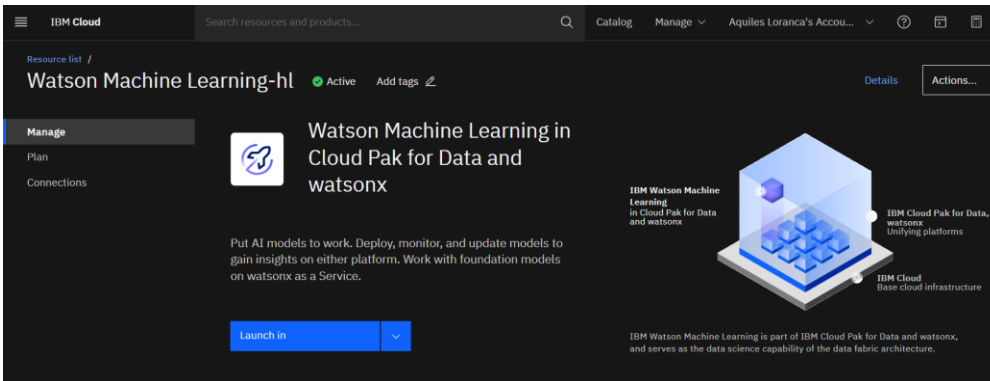 IBM Cloud
Search resources and products...
Catalog
Manage
Aquiles Loranca's Accou...
Resource list /
Watson Machine Learning-hl
Active
Add tags
Details
Actions...
Manage
Plan
Connections
Watson Machine Learning in
Cloud Pak for Data and
watsonx
Put AI models to work. Deploy, monitor, and update models to
gain insights on either platform. Work with foundation models
on watsonx as a Service.
Launch in
IBM Watson Machine
Learning
in Cloud Pak for Data
and watsonx
IBM Cloud Pak for Data,
watsonx
Unifying platforms
IBM Cloud
Base cloud infrastructure
IBM Watson Machine Learning is part of IBM Cloud Pak for Data and watsonx,
and serves as the data science capability of the data fabric architecture.